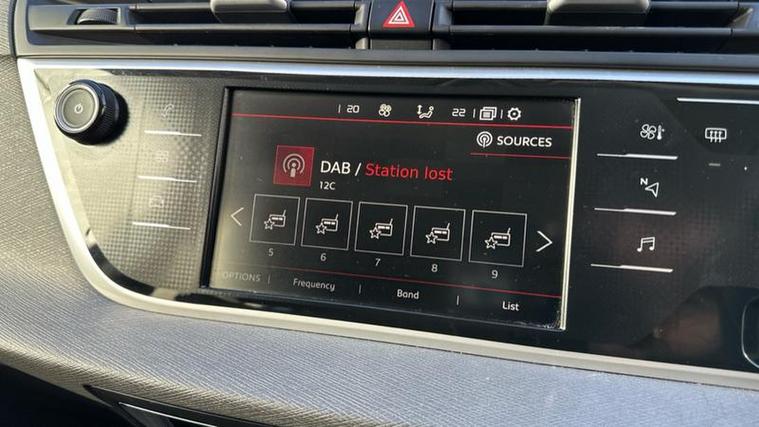 20 22
SOURCES
DAB / Station lost
12C
5 6 7 8 9
OPTIONS Frequency Band List
N